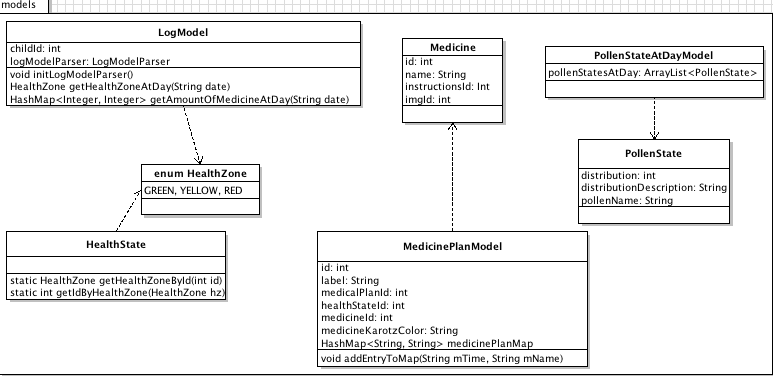 models
LogModel
childId: int
logModelParser: LogModelParser
void initLogModelParser()
HealthZone getHealthZoneAtDay(String date)
HashMap<Integer, Integer> getAmountOfMedicineAtDay(String date)
Medicine
id: int
name: String
instructionsId: Int
imgId: int
PollenStateAtDayModel
pollenStatesAtDay: ArrayList<PollenState>
enum HealthZone
GREEN, YELLOW, RED
PollenState
distribution: int
distributionDescription: String
pollenName: String
HealthState
static HealthZone getHealthZoneById(int id)
static int getIdByHealthZone(HealthZone hz)
MedicinePlanModel
id: int
label: String
medicalPlanId: int
healthStateId: int
medicineId: int
medicineKarotzColor: String
HashMap<String, String> medicinePlanMap
void addEntryToMap(String mTime, String mName)